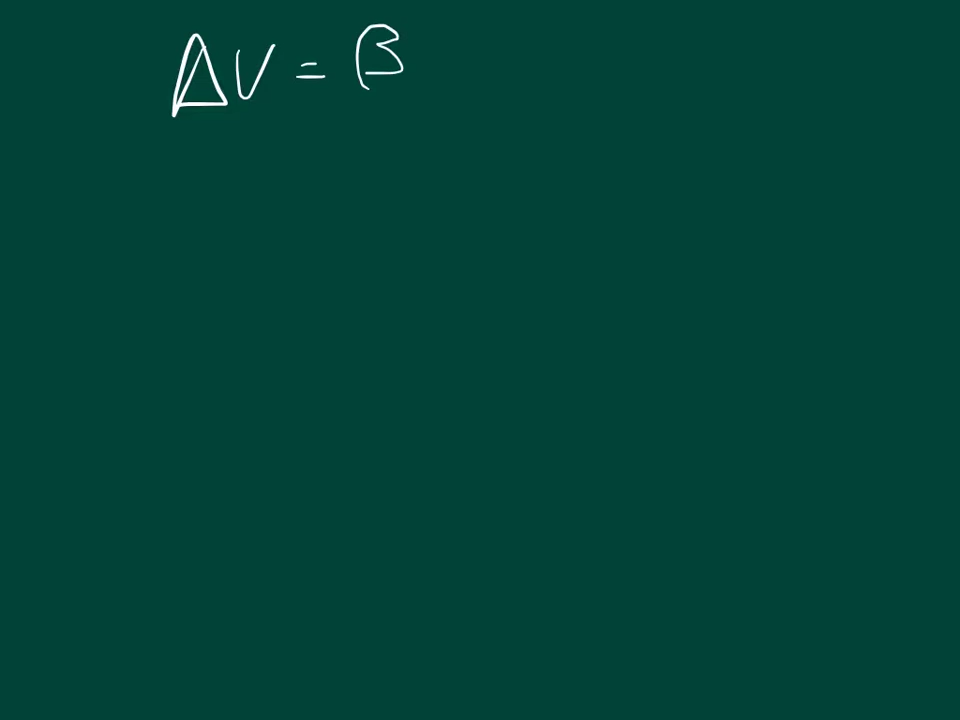 ΔV = β